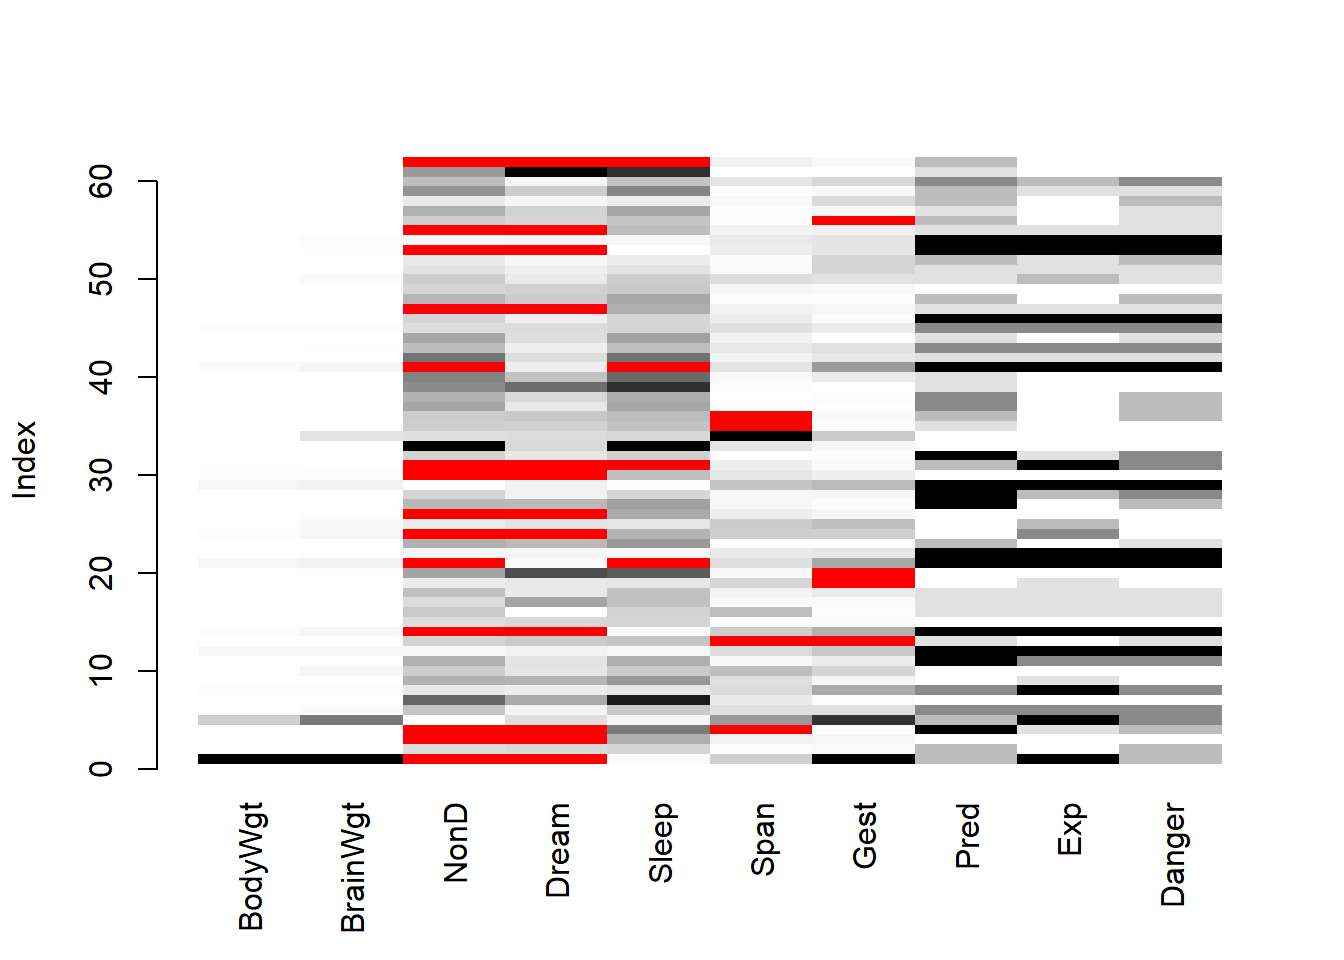 Index
60
50
40
30
20
10
0
BodyWgt
BrainWgt
NonD
Dream
Sleep
Span
Gest
Pred
Exp
Danger